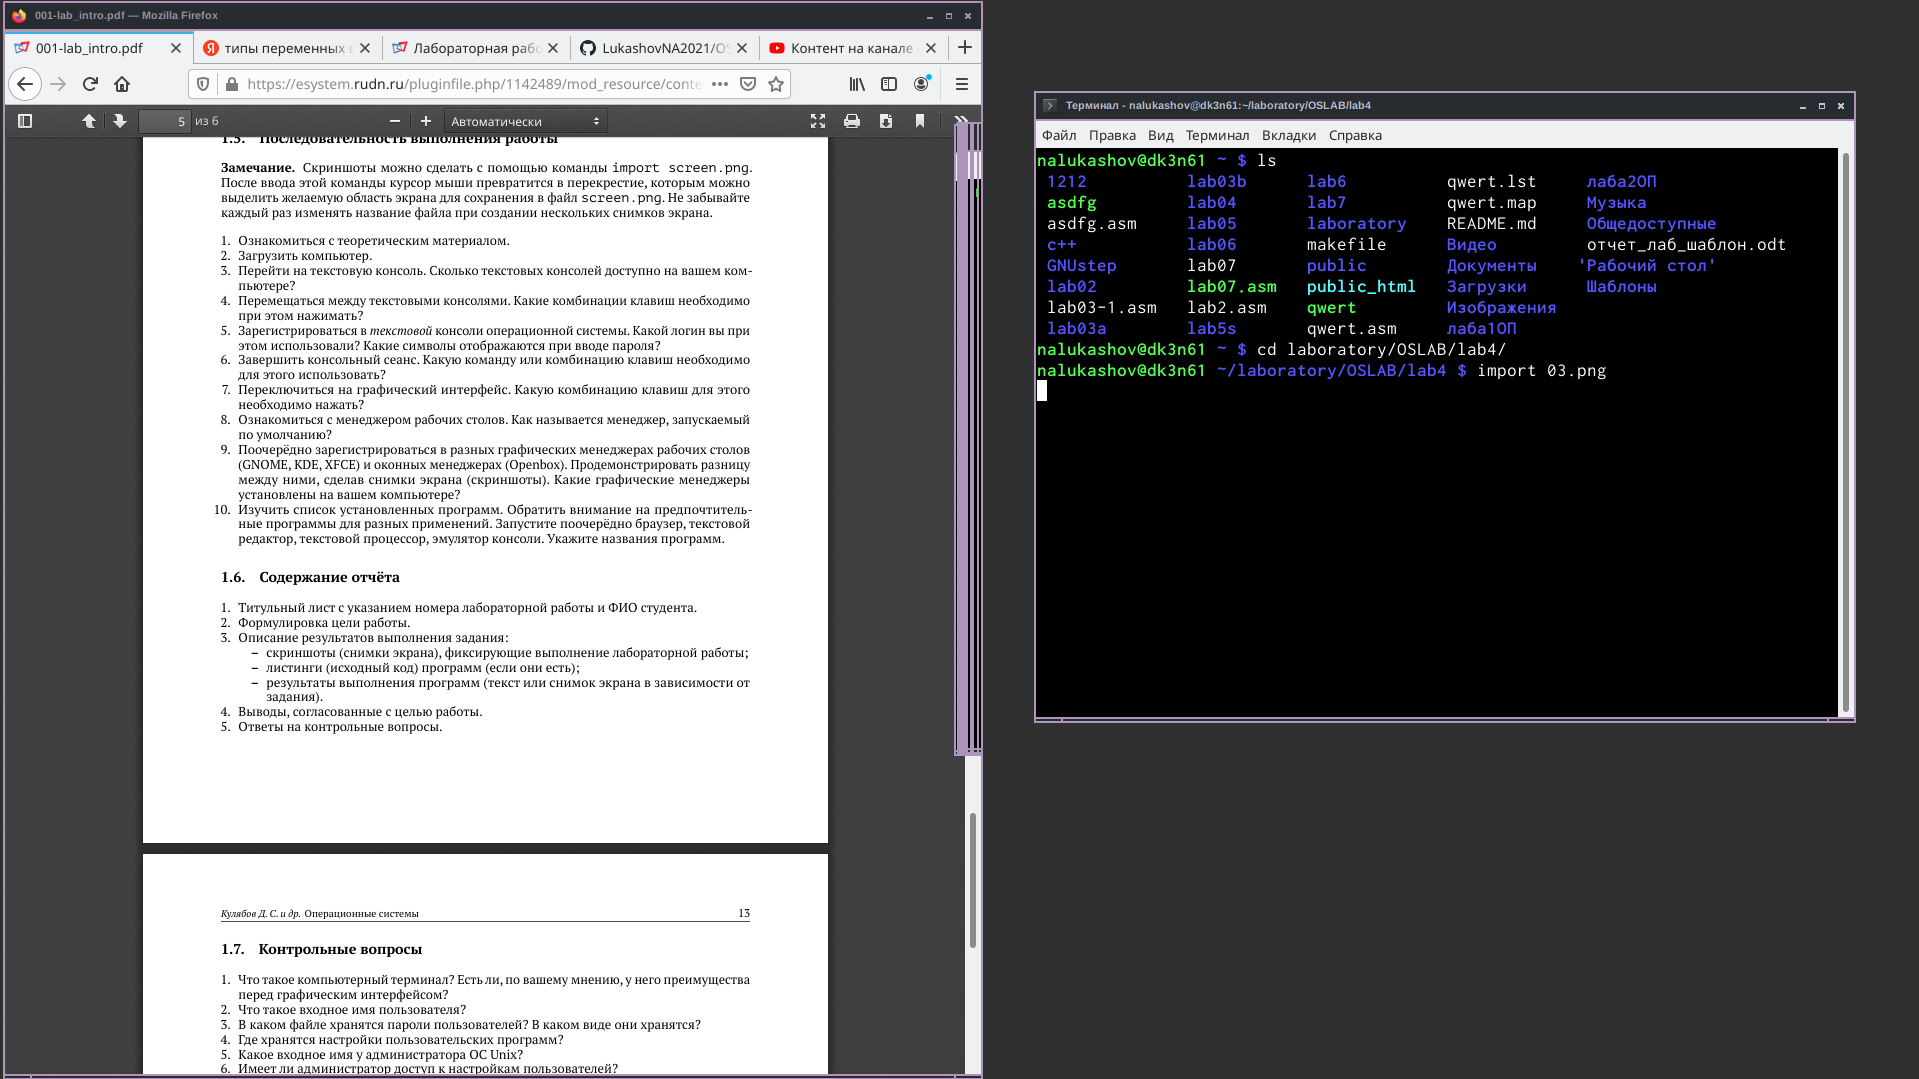 001-lab_intro.pdf — Mozilla Firefox
001-lab_intro.pdf
типы переменных в
Лабораторная рабо
LukashovNA2021/OS
Контент на канале
https://esystem.rudn.ru/pluginfile.php/1142489/mod_resource/conte
5 из 6
Автоматически
1.5. Последовательность выполнения работы
Замечание. Скриншоты можно сделать с помощью команды import screen.png.
После ввода этой команды курсор мыши превратится в перекрестие, которым можно
выделить желаемую область экрана для сохранения в файл screen.png. Не забывайте
каждый раз изменять название файла при создании нескольких снимков экрана.
1. Ознакомиться с теоретическим материалом.
2. Загрузить компьютер.
3. Перейти на текстовую консоль. Сколько текстовых консолей доступно на вашем ком-
пьютере?
4. Перемещаться между текстовыми консолями. Какие комбинации клавиш необходимо
при этом нажимать?
5. Зарегистрироваться в текстовой консоли операционной системы. Какой логин вы при
этом использовали? Какие символы отображаются при вводе пароля?
6. Завершить консольный сеанс. Какую команду или комбинацию клавиш необходимо
для этого использовать?
7. Переключиться на графический интерфейс. Какую комбинацию клавиш для этого
необходимо нажать?
8. Ознакомиться с менеджером рабочих столов. Как называется менеджер, запускаемый
по умолчанию?
9. Поочерёдно зарегистрироваться в разных графических менеджерах рабочих столов
(GNOME, KDE, XFCE) и оконных менеджерах (Openbox). Продемонстрировать разницу
между ними, сделав снимки экрана (скриншоты). Какие графические менеджеры
установлены на вашем компьютере?
10. Изучить список установленных программ. Обратить внимание на предпочтитель-
ные программы для разных применений. Запустите поочерёдно браузер, текстовой
редактор, текстовой процессор, эмулятор консоли. Укажите названия программ.
1.6. Содержание отчёта
1. Титульный лист с указанием номера лабораторной работы и ФИО студента.
2. Формулировка цели работы.
3. Описание результатов выполнения задания:
– скриншоты (снимки экрана), фиксирующие выполнение лабораторной работы;
– листинги (исходный код) программ (если они есть);
– результаты выполнения программ (текст или снимок экрана в зависимости от
задания).
4. Выводы, согласованные с целью работы.
5. Ответы на контрольные вопросы.
Кулябов Д. С. и др. Операционные системы 13
1.7. Контрольные вопросы
1. Что такое компьютерный терминал? Есть ли, по вашему мнению, у него преимущества
перед графическим интерфейсом?
2. Что такое входное имя пользователя?
3. В каком файле хранятся пароли пользователей? В каком виде они хранятся?
4. Где хранятся настройки пользовательских программ?
5. Какое входное имя у администратора ОС Unix?
6. Имеет ли администратор доступ к настройкам пользователей?
Терминал - nalukashov@dk3n61:~/laboratory/OSLAB/lab4
Файл Правка Вид Терминал Вкладки Справка
nalukashov@dk3n61 ~ $ ls
1212 lab03b lab6 qwert.lst лаба2ОП
asdfg lab04 lab7 qwert.map Музыка
asdfg.asm lab05 laboratory README.md Общедоступные
c++ lab06 makefile Видео отчет_лаб_шаблон.odt
GNUstep lab07 public Документы 'Рабочий стол'
lab02 lab07.asm public_html Загрузки Шаблоны
lab03-1.asm lab2.asm qwert Изображения
lab03a lab5s qwert.asm лаба1ОП
nalukashov@dk3n61 ~ $ cd laboratory/OSLAB/lab4/
nalukashov@dk3n61 ~/laboratory/OSLAB/lab4 $ import 03.png